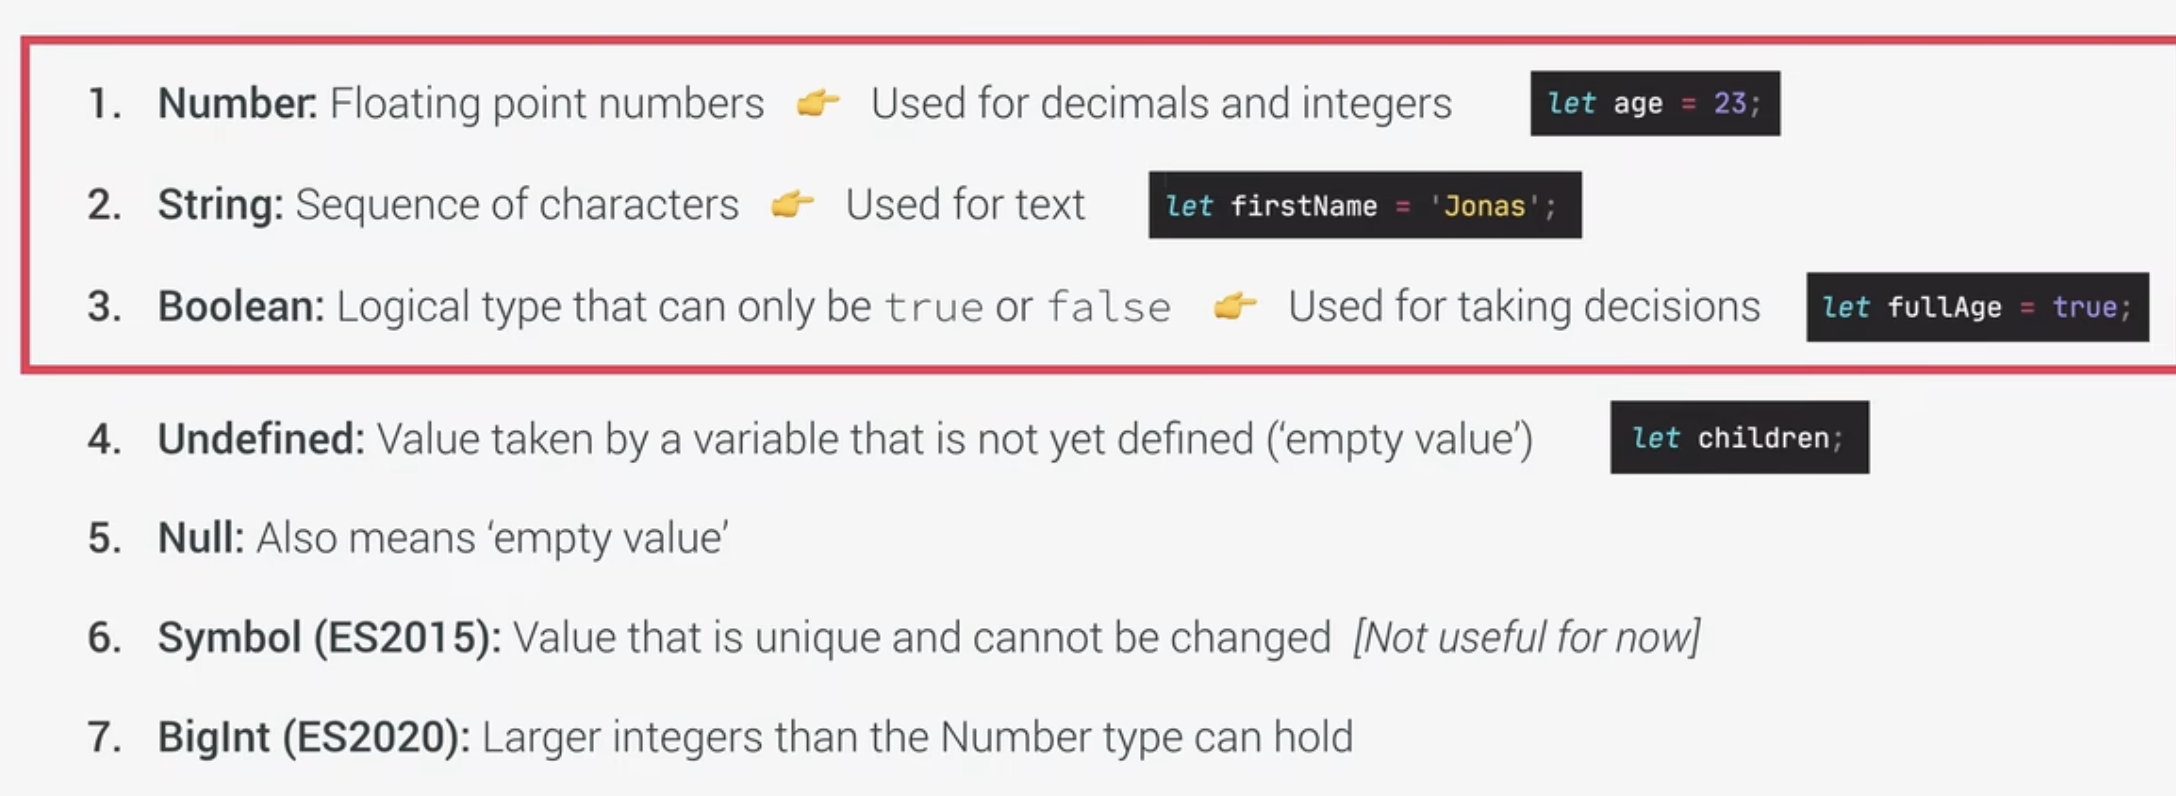 1. Number: Floating point numbers 👉 Used for decimals and integers let age = 23;
2. String: Sequence of characters 👉 Used for text let firstName = 'Jonas';
3. Boolean: Logical type that can only be true or false 👉 Used for taking decisions let fullAge = true;
4. Undefined: Value taken by a variable that is not yet defined (‘empty value’) let children;
5. Null: Also means ‘empty value’
6. Symbol (ES2015): Value that is unique and cannot be changed [Not useful for now]
7. BigInt (ES2020): Larger integers than the Number type can hold